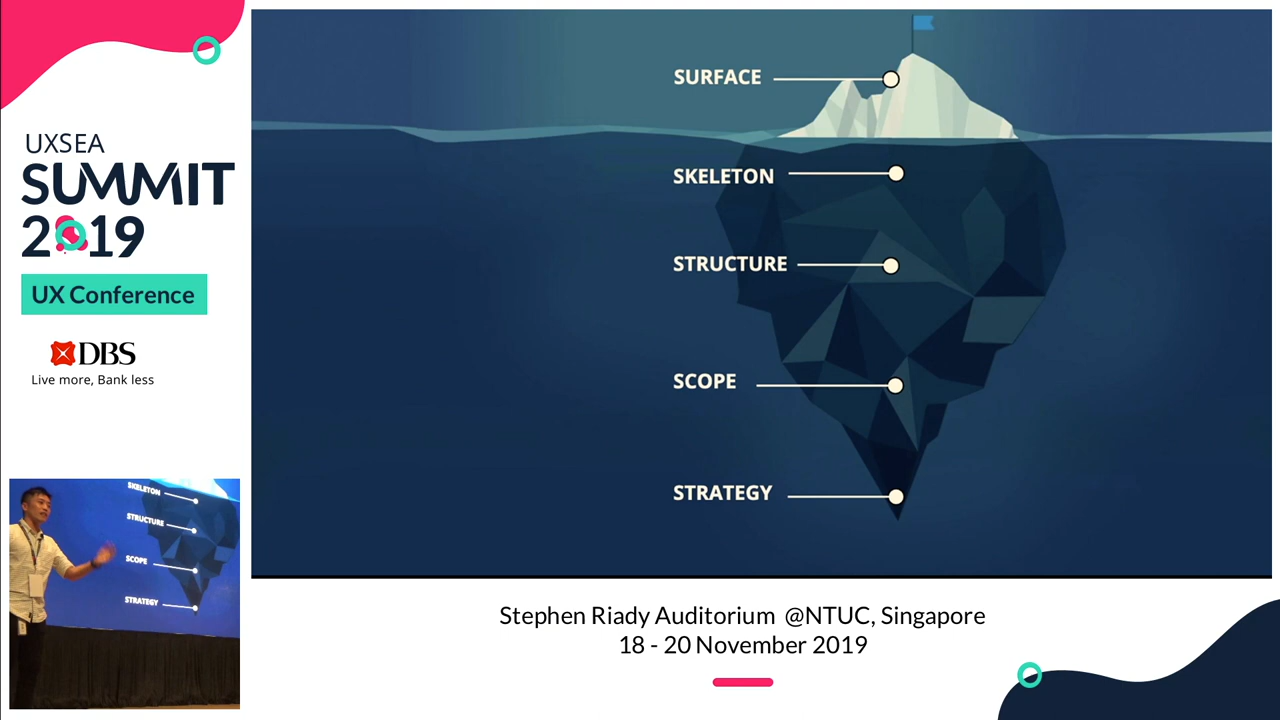 UXSEA
SUMMIT
2019
UX Conference
DBS
Live more, Bank less
SURFACE
SKELETON
STRUCTURE
SCOPE
STRATEGY
SKELETON
STRUCTURE
SCOPE
STRATEGY
Stephen Riady Auditorium @NTUC, Singapore
18 - 20 November 2019